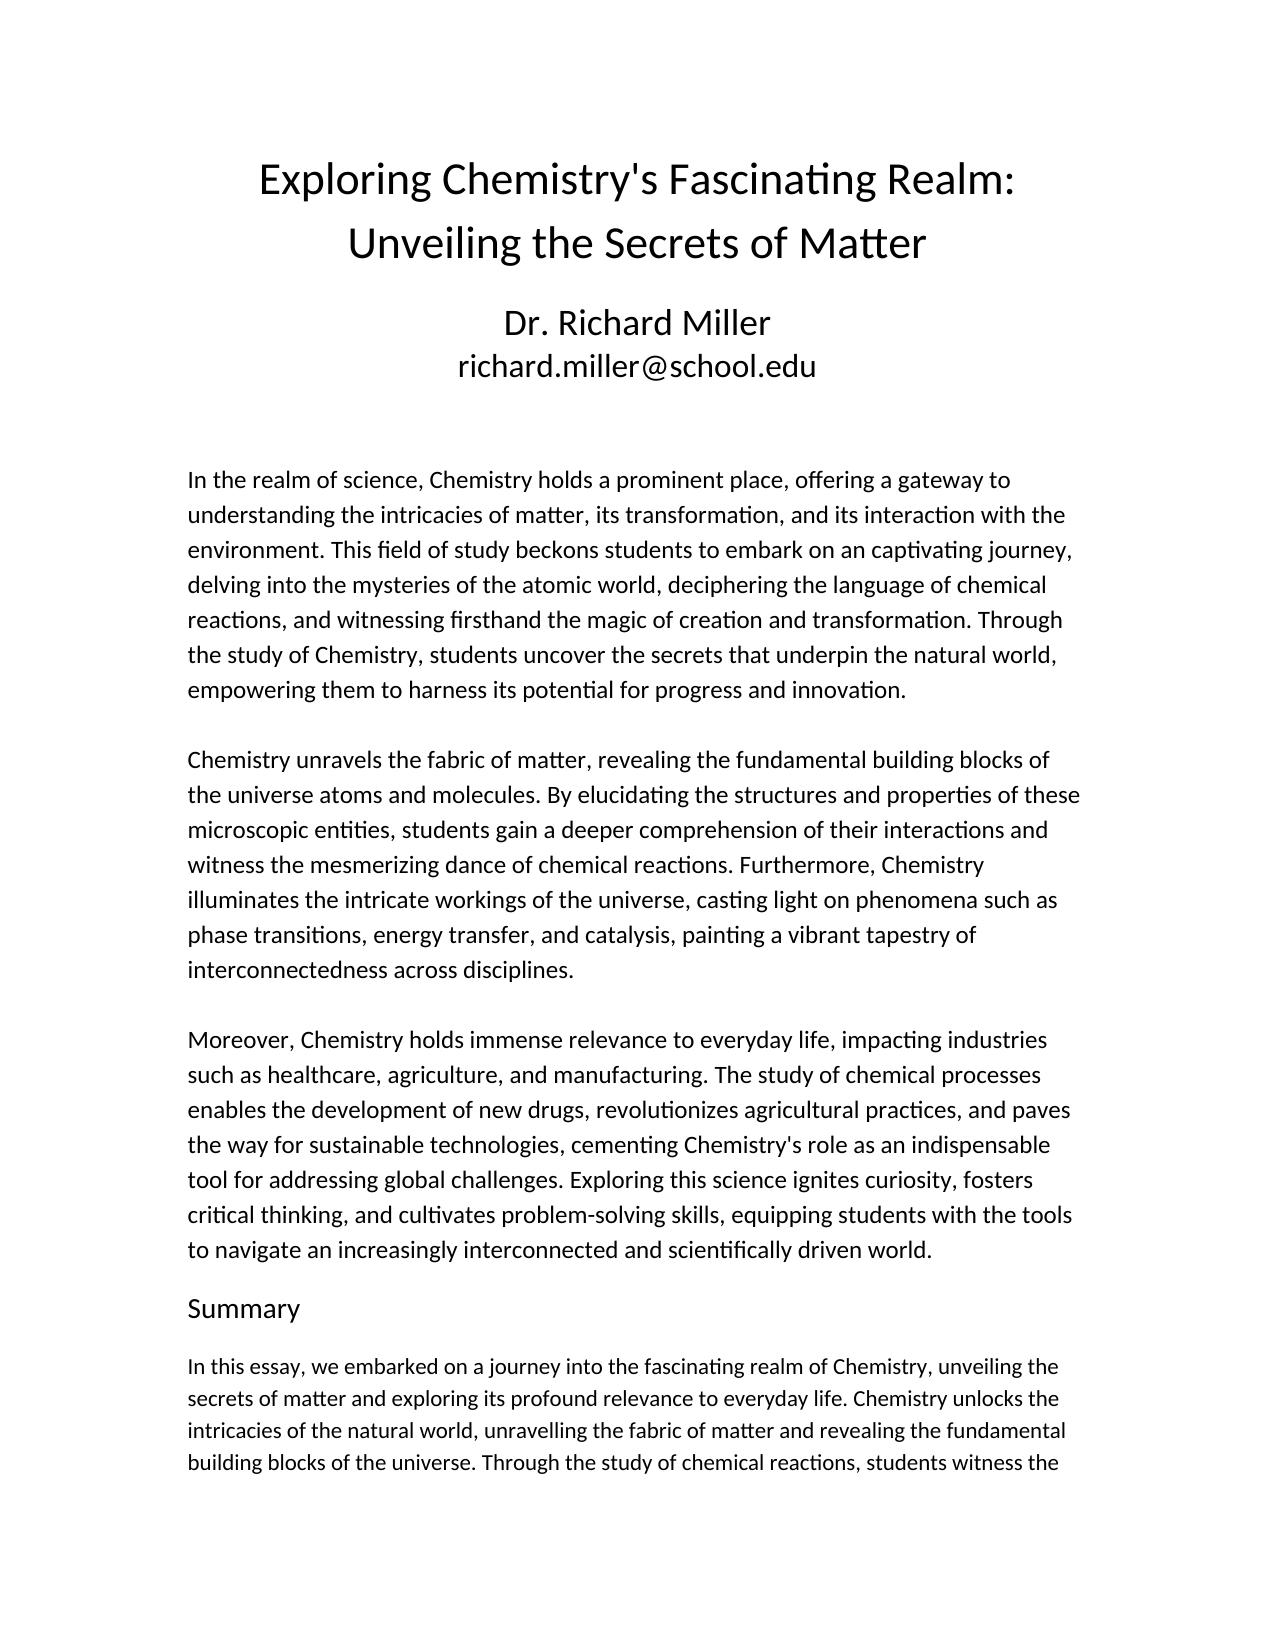 Exploring Chemistry's Fascinating Realm:
Unveiling the Secrets of Matter
Dr. Richard Miller
richard.miller@school.edu
In the realm of science, Chemistry holds a prominent place, offering a gateway to
understanding the intricacies of matter, its transformation, and its interaction with the
environment. This field of study beckons students to embark on an captivating journey,
delving into the mysteries of the atomic world, deciphering the language of chemical
reactions, and witnessing firsthand the magic of creation and transformation. Through
the study of Chemistry, students uncover the secrets that underpin the natural world,
empowering them to harness its potential for progress and innovation.
Chemistry unravels the fabric of matter, revealing the fundamental building blocks of
the universe atoms and molecules. By elucidating the structures and properties of these
microscopic entities, students gain a deeper comprehension of their interactions and
witness the mesmerizing dance of chemical reactions. Furthermore, Chemistry
illuminates the intricate workings of the universe, casting light on phenomena such as
phase transitions, energy transfer, and catalysis, painting a vibrant tapestry of
interconnectedness across disciplines.
Moreover, Chemistry holds immense relevance to everyday life, impacting industries
such as healthcare, agriculture, and manufacturing. The study of chemical processes
enables the development of new drugs, revolutionizes agricultural practices, and paves
the way for sustainable technologies, cementing Chemistry's role as an indispensable
tool for addressing global challenges. Exploring this science ignites curiosity, fosters
critical thinking, and cultivates problem-solving skills, equipping students with the tools
to navigate an increasingly interconnected and scientifically driven world.
Summary
In this essay, we embarked on a journey into the fascinating realm of Chemistry, unveiling the
secrets of matter and exploring its profound relevance to everyday life. Chemistry unlocks the
intricacies of the natural world, unravelling the fabric of matter and revealing the fundamental
building blocks of the universe. Through the study of chemical reactions, students witness the